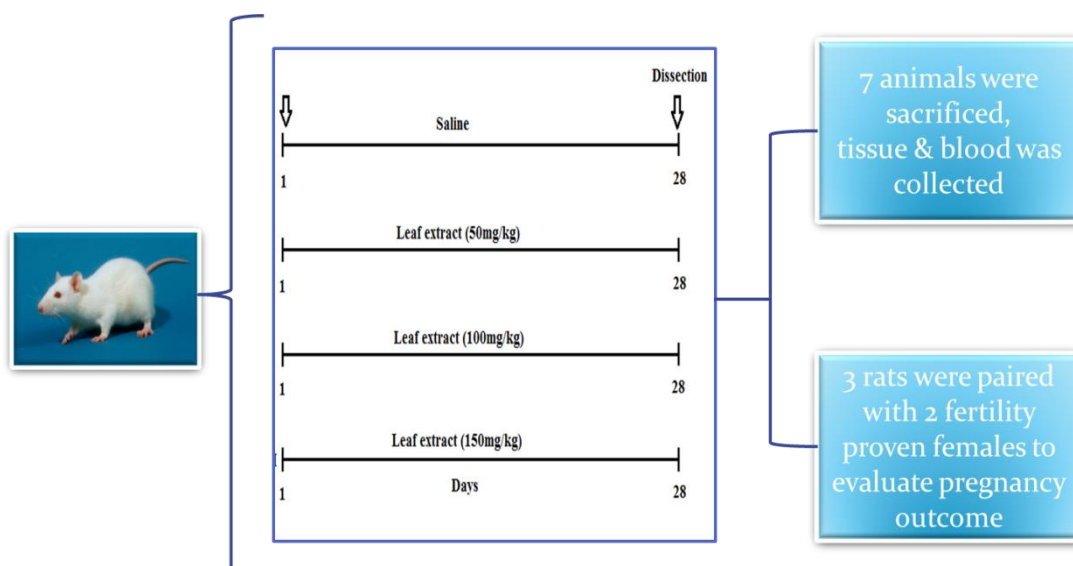 Dissection
Saline
1
28
Leaf extract (50mg/kg)
1
28
Leaf extract (100mg/kg)
1
28
Leaf extract (150mg/kg)
Days
1
28
7 animals were
sacrificed,
tissue & blood was
collected
3 rats were paired
with 2 fertility
proven females to
evaluate pregnancy
outcome